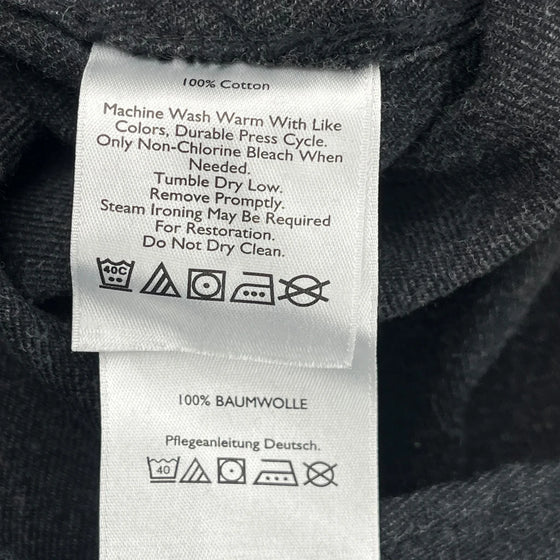 100% Cotton
Machine Wash Warm With Like
Colors, Durable Press Cycle.
Only Non-Chlorine Bleach When
Needed.
Tumble Dry Low.
Remove Promptly.
Steam Ironing May Be Required
For Restoration.
Do Not Dry Clean.
40C
100% BAUMWOLLE
Pflegeanleitung Deutsch.
40